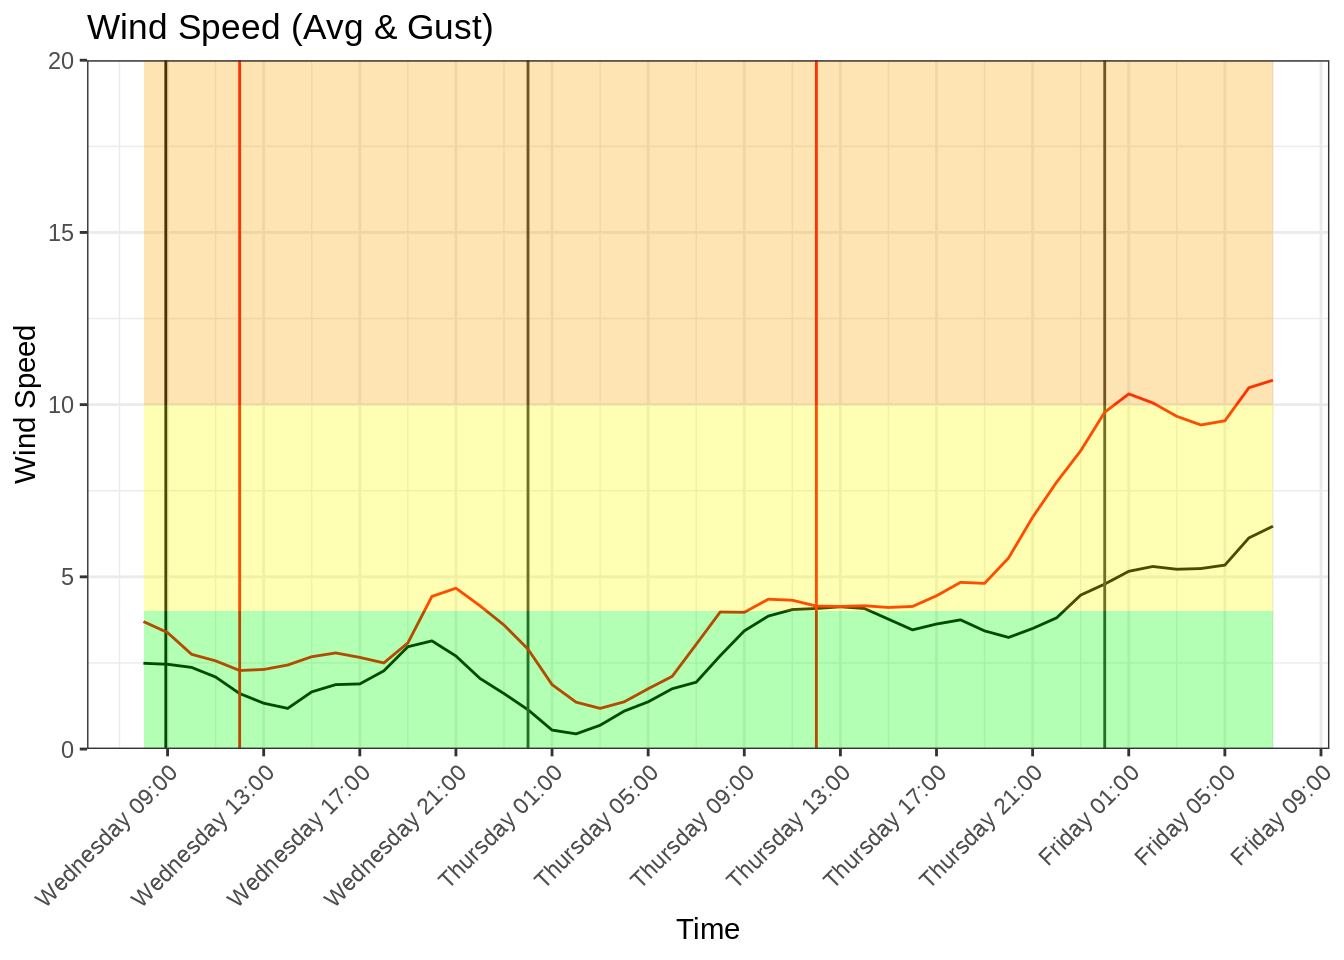 Wind Speed (Avg & Gust)
20
15
10
5
0
Wind Speed
Wednesday 09:00
Wednesday 13:00
Wednesday 17:00
Wednesday 21:00
Thursday 01:00
Thursday 05:00
Thursday 09:00
Thursday 13:00
Thursday 17:00
Thursday 21:00
Friday 01:00
Friday 05:00
Friday 09:00
Time